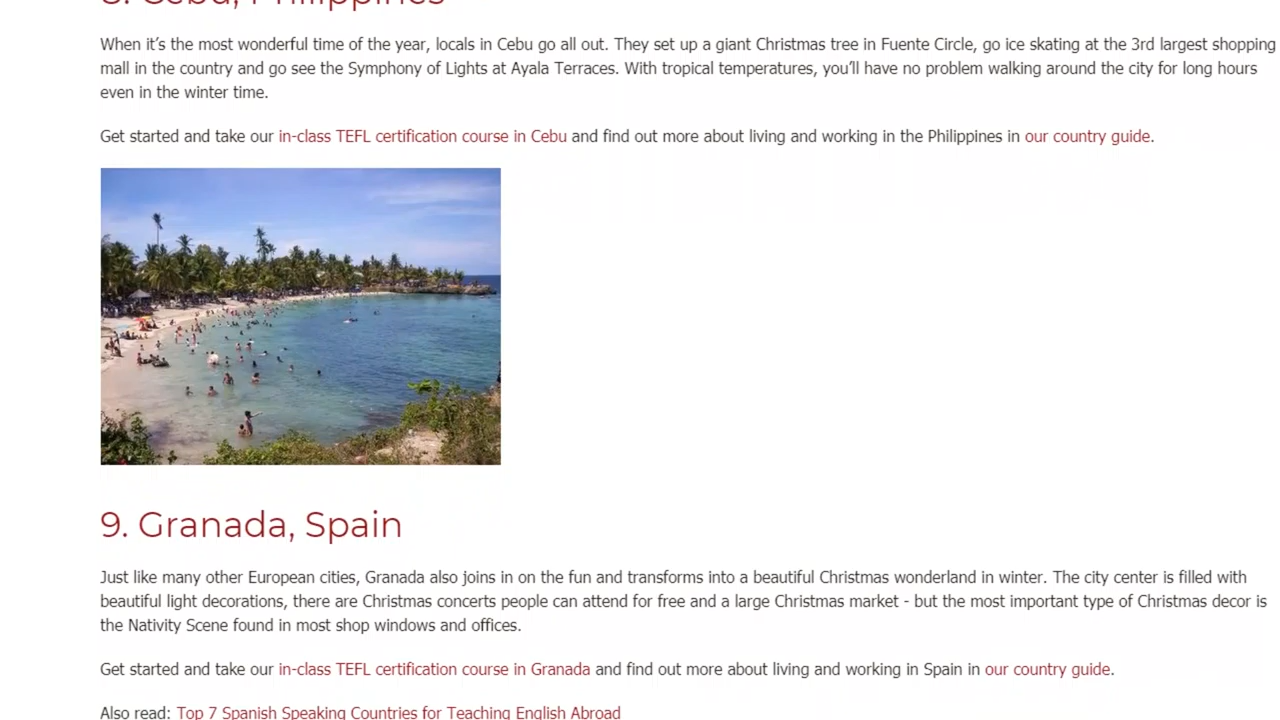 8. Cebu, Philippines
When it's the most wonderful time of the year, locals in Cebu go all out. They set up a giant Christmas tree in Fuente Circle, go ice skating at the 3rd largest shopping
mall in the country and go see the Symphony of Lights at Ayala Terraces. With tropical temperatures, you'll have no problem walking around the city for long hours
even in the winter time.
Get started and take our in-class TEFL certification course in Cebu and find out more about living and working in the Philippines in our country guide.
9. Granada, Spain
Just like many other European cities, Granada also joins in on the fun and transforms into a beautiful Christmas wonderland in winter. The city center is filled with
beautiful light decorations, there are Christmas concerts people can attend for free and a large Christmas market - but the most important type of Christmas decor is
the Nativity Scene found in most shop windows and offices.
Get started and take our in-class TEFL certification course in Granada and find out more about living and working in Spain in our country guide.
Also read: Top 7 Spanish Speaking Countries for Teaching English Abroad